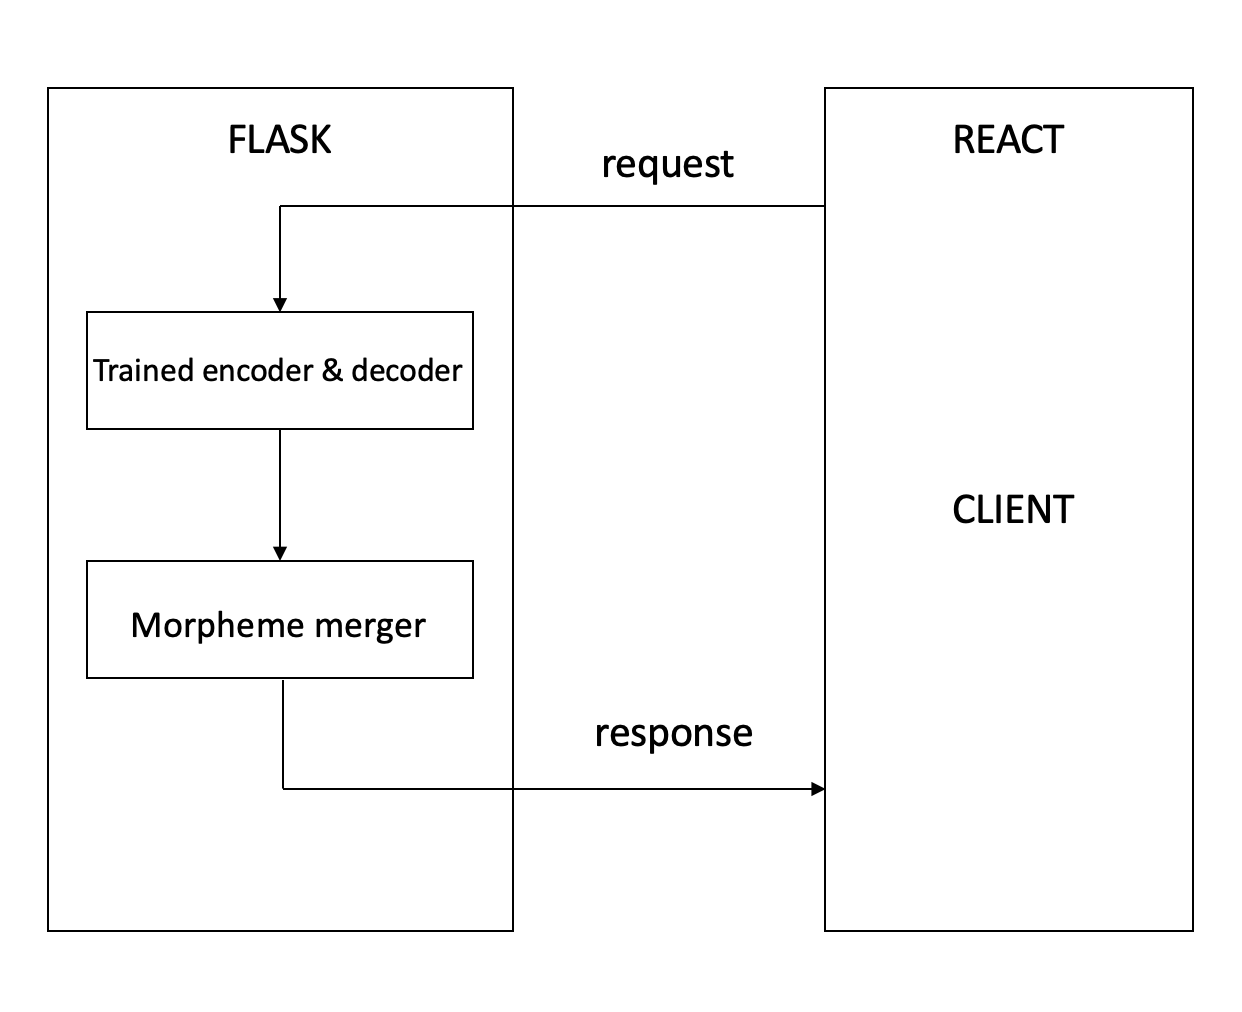 FLASK
request
REACT
Trained encoder & decoder
CLIENT
Morpheme merger
response